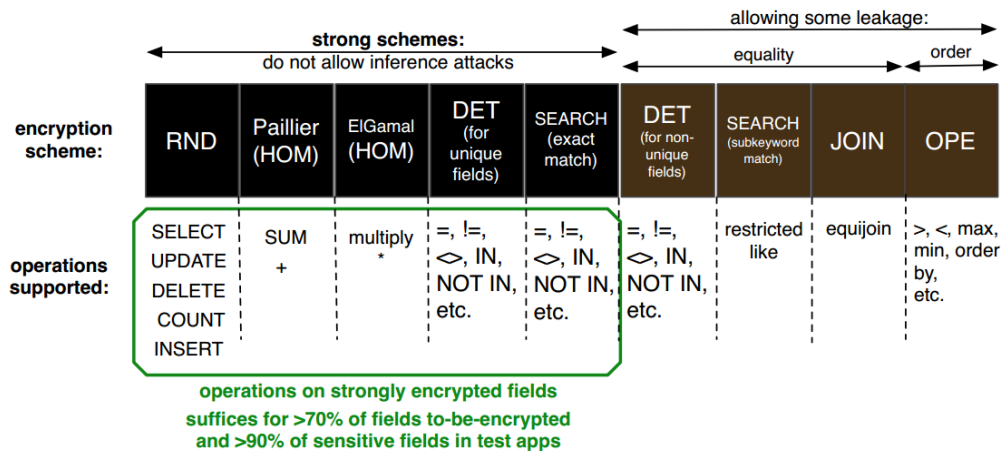 allowing some leakage:
strong schemes:
do not allow inference attacks
equality
order
encryption
scheme:
RND
Paillier
(HOM)
ElGamal
(HOM)
DET
(for
unique
fields)
SEARCH
(exact
match)
DET
(for non-
unique
fields)
SEARCH
(subkeyword
match)
JOIN
OPE
operations
supported:
SELECT
UPDATE
DELETE
COUNT
INSERT
SUM
+
multiply
*
=, !=,
<>, IN,
NOT IN,
etc.
=, !=,
<>, IN,
NOT IN,
etc.
=, !=,
<>, IN,
NOT IN,
etc.
restricted
like
equijoin
>, <, max,
min, order
by,
etc.
operations on strongly encrypted fields
suffices for >70% of fields to-be-encrypted
and >90% of sensitive fields in test apps